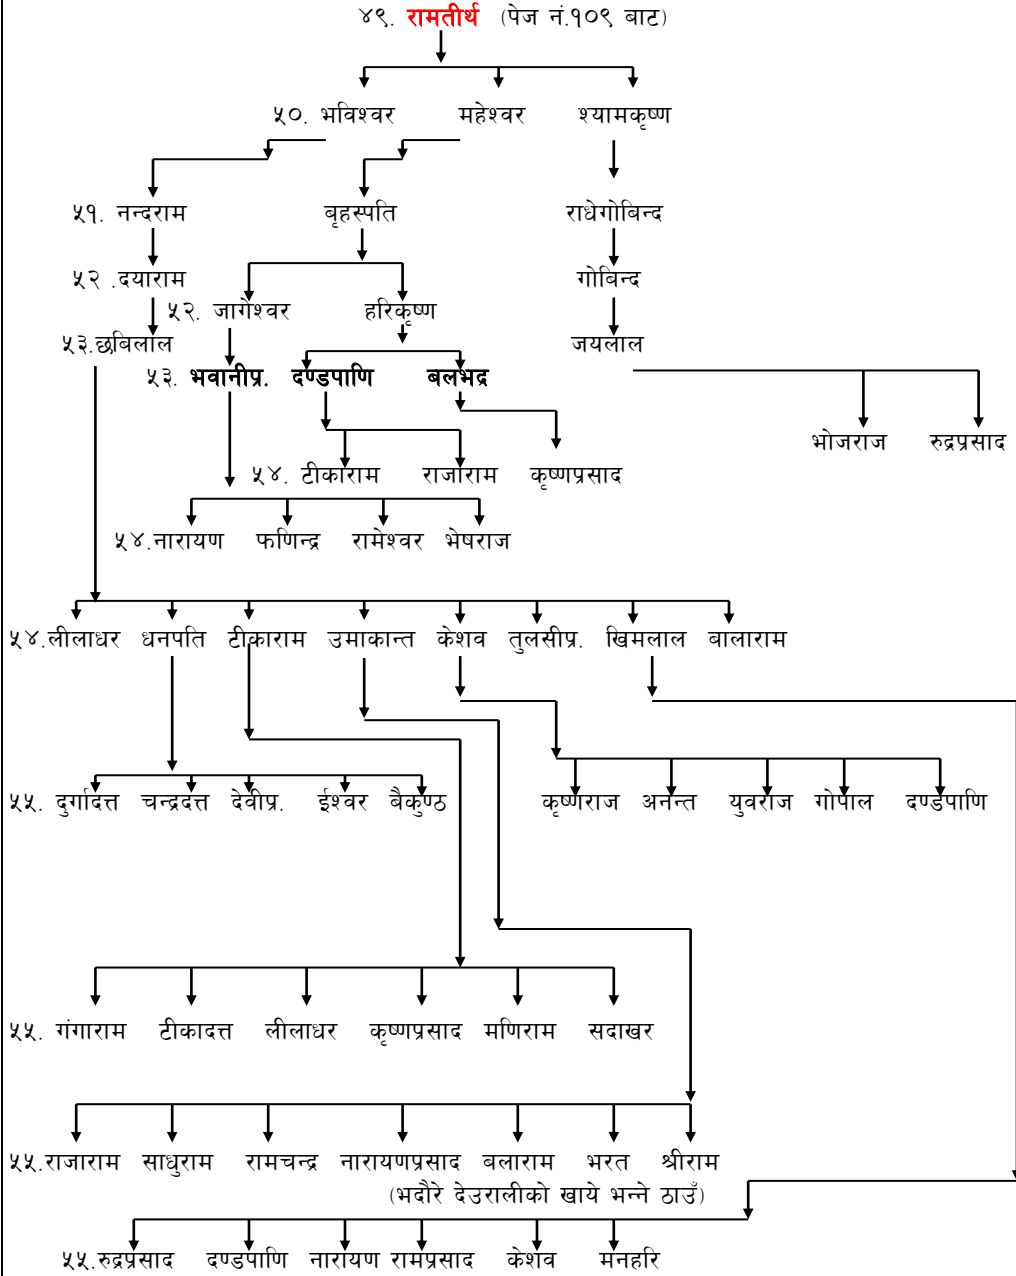 ४९. रामतीर्थ (पेज नं.१०९ बाट)
५०. भविश्वर महेश्वर श्यामकृष्ण
५१. नन्दराम बृहस्पति राधेगोबिन्द
५२ .दयाराम गोबिन्द
५२. जागेश्वर हरिकृष्ण
५३.छबिलाल जयलाल
५३. भवानीप्र. दण्डपाणि बलभद्र
भोजराज रुद्रप्रसाद
५४. टीकाराम राजाराम कृष्णप्रसाद
५४.नारायण फणिन्द्र रामेश्वर भेषराज
५४.लीलाधर धनपति टीकाराम उमाकान्त केशव तुलसीप्र. खिमलाल बालाराम
५५. दुर्गादत्त चन्द्रदत्त देवीप्र. ईश्वर बैकुण्ठ कृष्णराज अनन्त युवराज गोपाल दण्डपाणि
५५. गंगाराम टीकादत्त लीलाधर कृष्णप्रसाद मणिराम सदाखर
५५.राजाराम साधुराम रामचन्द्र नारायणप्रसाद बलाराम भरत श्रीराम
(भदौरे देउरालीको खाये भन्ने ठाउँ)
५५.रुद्रप्रसाद दण्डपाणि नारायण रामप्रसाद केशव मनहरि